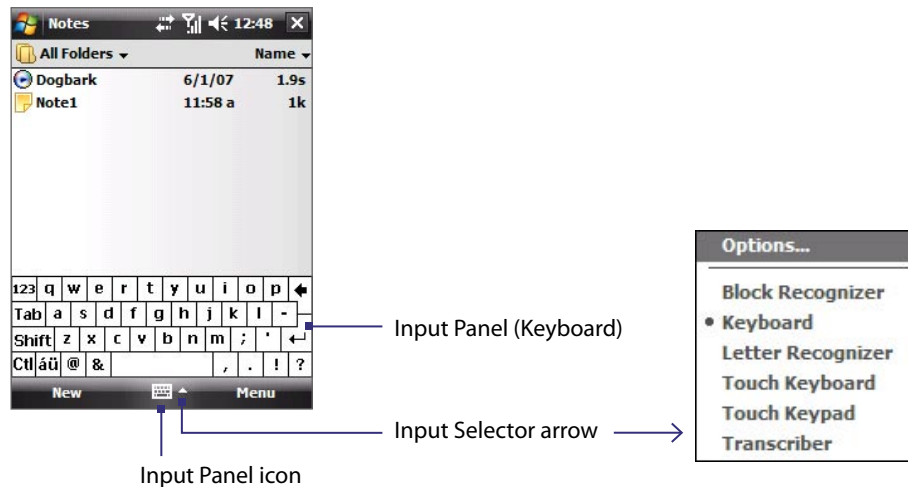 Notes 12:48
All Folders Name
Dogbark 6/1/07 1.9s
Note1 11:58 a 1k
123 q w e r t y u i o p
Tab a s d f g h j k l -
Shift z x c v b n m ; '
Ctl áü @ & , . ! ?
New Menu
Input Panel (Keyboard)
Input Selector arrow
Input Panel icon
Options...
Block Recognizer
Keyboard
Letter Recognizer
Touch Keyboard
Touch Keypad
Transcriber